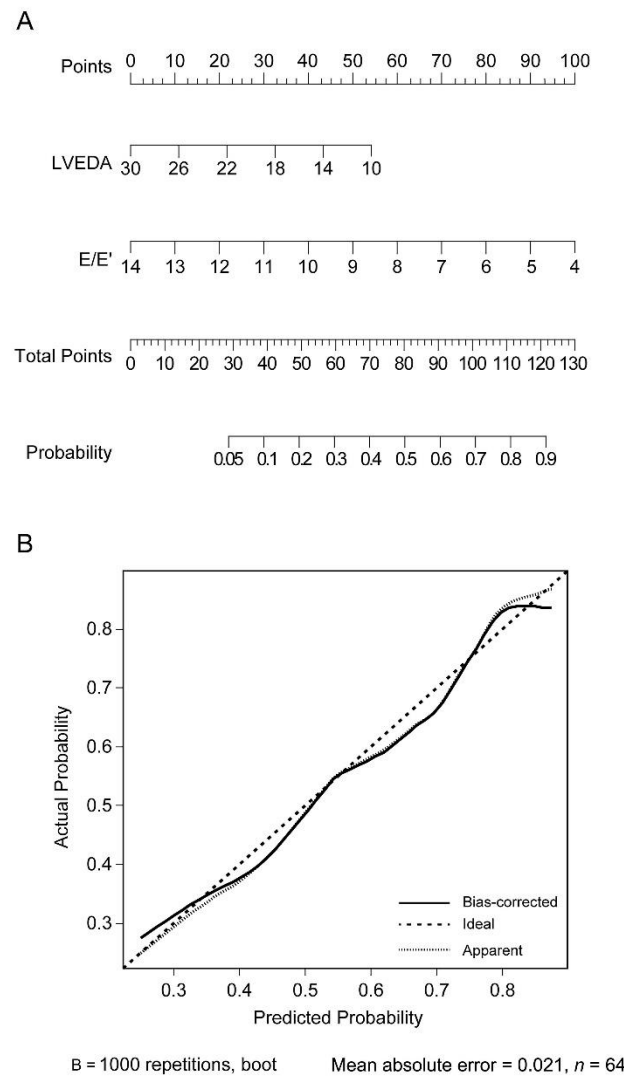 A
Points 0 10 20 30 40 50 60 70 80 90 100
LVEDA
30 26 22 18 14 10
E/E'
14 13 12 11 10 9 8 7 6 5 4
Total Points
0 10 20 30 40 50 60 70 80 90 100 110 120 130
Probability
0.05 0.1 0.2 0.3 0.4 0.5 0.6 0.7 0.8 0.9
B
Actual Probability
0.8
0.7
0.6
0.5
0.4
0.3
Bias-corrected
Ideal
Apparent
0.3 0.4 0.5 0.6 0.7 0.8
Predicted Probability
B = 1000 repetitions, boot Mean absolute error = 0.021, n = 64